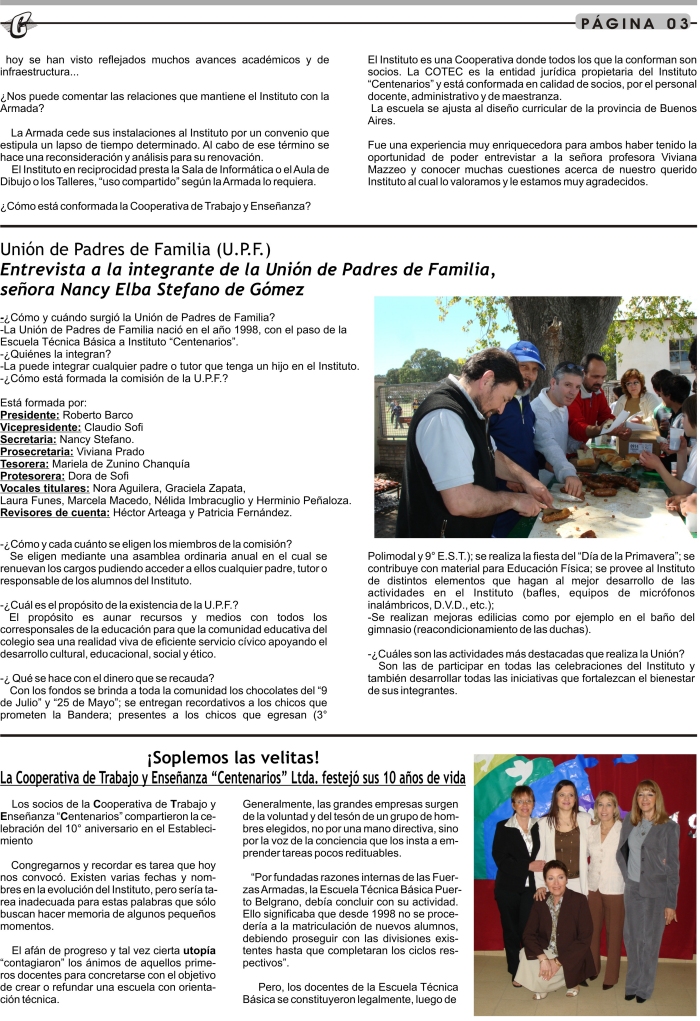 PÁGINA 03
hoy se han visto reflejados muchos avances académicos y de
infraestructura...
¿Nos puede comentar las relaciones que mantiene el Instituto con la
Armada?
La Armada cede sus instalaciones al Instituto por un convenio que
estipula un lapso de tiempo determinado. Al cabo de ese término se
hace una reconsideración y análisis para su renovación.
El Instituto en reciprocidad presta la Sala de Informática o el Aula de
Dibujo o los Talleres, “uso compartido” según la Armada lo requiera.
¿Cómo está conformada la Cooperativa de Trabajo y Enseñanza?
El Instituto es una Cooperativa donde todos los que la conforman son
socios. La COTEC es la entidad jurídica propietaria del Instituto
“Centenarios” y está conformada en calidad de socios, por el personal
docente, administrativo y de maestranza.
La escuela se ajusta al diseño curricular de la provincia de Buenos
Aires.
Fue una experiencia muy enriquecedora para ambos haber tenido la
oportunidad de poder entrevistar a la señora profesora Viviana
Mazzeo y conocer muchas cuestiones acerca de nuestro querido
Instituto al cual lo valoramos y le estamos muy agradecidos.
Unión de Padres de Familia (U.P.F.)
Entrevista a la integrante de la Unión de Padres de Familia,
señora Nancy Elba Stefano de Gómez
-¿Cómo y cuándo surgió la Unión de Padres de Familia?
-La Unión de Padres de Familia nació en el año 1998, con el paso de la
Escuela Técnica Básica a Instituto “Centenarios”.
-¿Quiénes la integran?
-La puede integrar cualquier padre o tutor que tenga un hijo en el Instituto.
-¿Cómo está formada la comisión de la U.P.F.?
Está formada por:
Presidente: Roberto Barco
Vicepresidente: Claudio Sofi
Secretaria: Nancy Stefano.
Prosecretaria: Viviana Prado
Tesorera: Mariela de Zunino Chanquía
Protesorera: Dora de Sofi
Vocales titulares: Nora Aguilera, Graciela Zapata,
Laura Funes, Marcela Macedo, Nélida Imbracuglio y Herminio Peñaloza.
Revisores de cuenta: Héctor Arteaga y Patricia Fernández.
-¿Cómo y cada cuánto se eligen los miembros de la comisión?
Se eligen mediante una asamblea ordinaria anual en el cual se
renuevan los cargos pudiendo acceder a ellos cualquier padre, tutor o
responsable de los alumnos del Instituto.
-¿Cuál es el propósito de la existencia de la U.P.F.?
El propósito es aunar recursos y medios con todos los
corresponsales de la educación para que la comunidad educativa del
colegio sea una realidad viva de eficiente servicio cívico apoyando el
desarrollo cultural, educacional, social y ético.
-¿ Qué se hace con el dinero que se recauda?
Con los fondos se brinda a toda la comunidad los chocolates del “9
de Julio” y “25 de Mayo”; se entregan recordativos a los chicos que
prometen la Bandera; presentes a los chicos que egresan (3°
Polimodal y 9° E.S.T.); se realiza la fiesta del “Día de la Primavera”; se
contribuye con material para Educación Física; se provee al Instituto
de distintos elementos que hagan al mejor desarrollo de las
actividades en el Instituto (bafles, equipos de micrófonos
inalámbricos, D.V.D., etc.);
-Se realizan mejoras edilicias como por ejemplo en el baño del
gimnasio (reacondicionamiento de las duchas).
-¿Cuáles son las actividades más destacadas que realiza la Unión?
Son las de participar en todas las celebraciones del Instituto y
también desarrollar todas las iniciativas que fortalezcan el bienestar
de sus integrantes.
¡Soplemos las velitas!
La Cooperativa de Trabajo y Enseñanza “Centenarios” Ltda. festejó sus 10 años de vida
Los socios de la Cooperativa de Trabajo y
Enseñanza “Centenarios” compartieron la ce-
lebración del 10° aniversario en el Estableci-
miento
Congregarnos y recordar es tarea que hoy
nos convocó. Existen varias fechas y nom-
bres en la evolución del Instituto, pero sería ta-
rea inadecuada para estas palabras que sólo
buscan hacer memoria de algunos pequeños
momentos.
El afán de progreso y tal vez cierta utopía
“contagiaron” los ánimos de aquellos prime-
ros docentes para concretarse con el objetivo
de crear o refundar una escuela con orienta-
ción técnica.
Generalmente, las grandes empresas surgen
de la voluntad y del tesón de un grupo de hom-
bres elegidos, no por una mano directiva, sino
por la voz de la conciencia que los insta a em-
prender tareas pocos redituables.
“Por fundadas razones internas de las Fuer-
zas Armadas, la Escuela Técnica Básica Puer-
to Belgrano, debía concluir con su actividad.
Ello significaba que desde 1998 no se proce-
dería a la matriculación de nuevos alumnos,
debiendo proseguir con las divisiones exis-
tentes hasta que completaran los ciclos res-
pectivos”.
Pero, los docentes de la Escuela Técnica
Básica se constituyeron legalmente, luego de